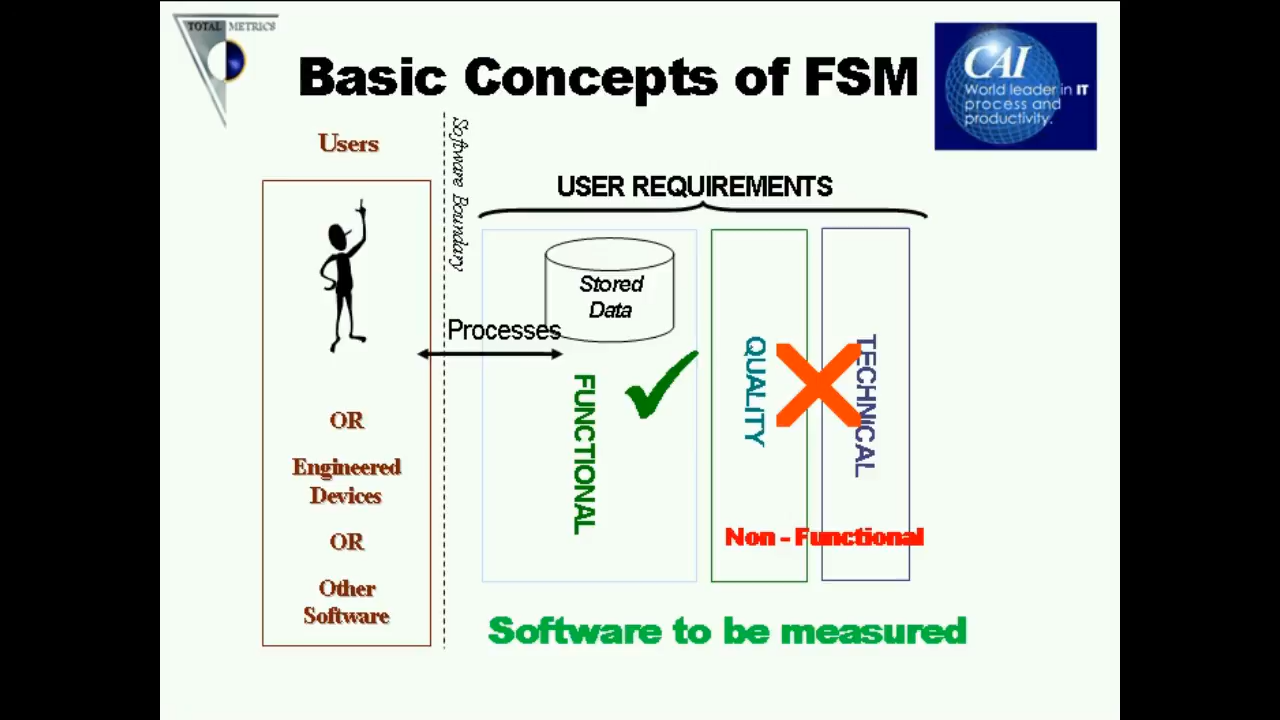 TOTAL METRICS
Basic Concepts of FSM
CAI
World leader in IT
process and
productivity.
Users
Software Boundary
USER REQUIREMENTS
Stored
Data
Processes
FUNCTIONAL
QUALITY
TECHNICAL
OR
Engineered
Devices
OR
Other
Software
Non - Functional
Software to be measured